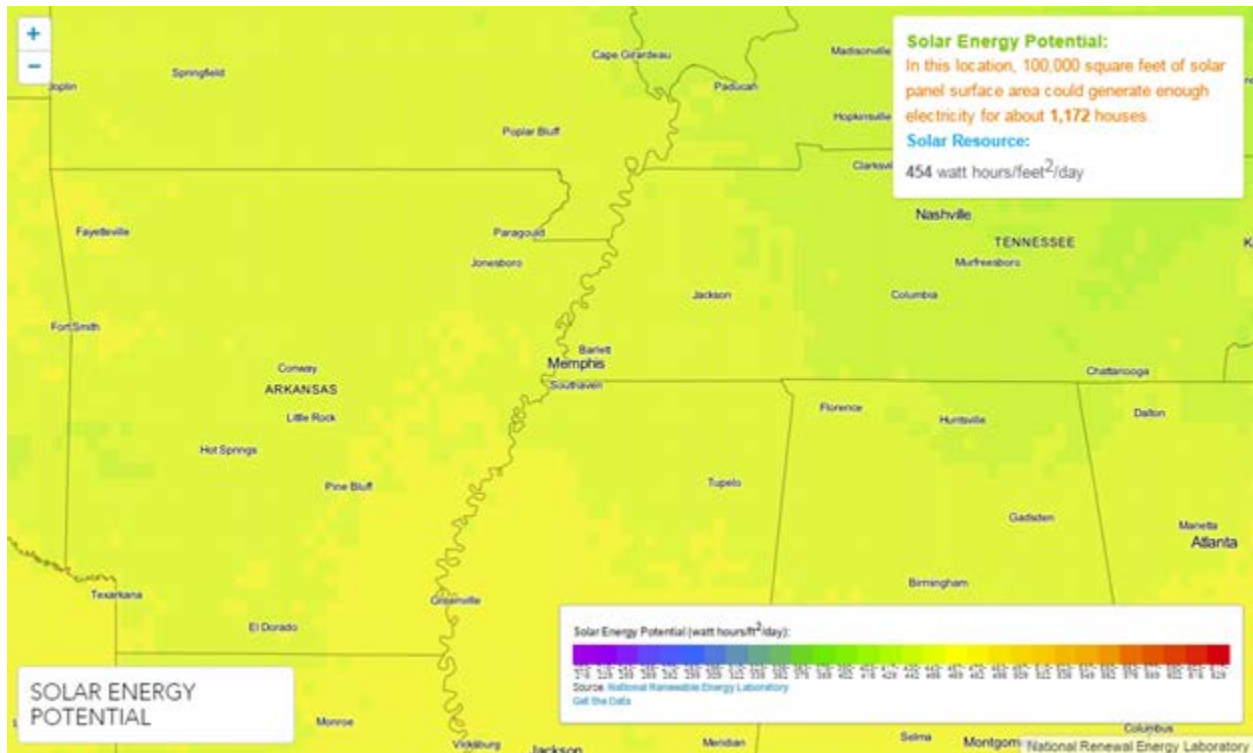 +
−
Joplin
Springfield
Cape Girardeau
Madisonville
Paducah
Hopkinsville
Poplar Bluff
Solar Energy Potential:
In this location, 100,000 square feet of solar
panel surface area could generate enough
electricity for about 1,172 houses.
Solar Resource:
454 watt hours/feet²/day
Nashville
TENNESSEE
Murfreesboro
Fayetteville
Paragould
Jonesboro
Jackson
Columbia
Fort Smith
Barlett
Memphis
Southaven
Conway
ARKANSAS
Little Rock
Chattanooga
Florence
Huntsville
Dalton
Hot Springs
Pine Bluff
Tupelo
Gadsden
Marietta
Atlanta
Texarkana
Greenville
Birmingham
El Dorado
Solar Energy Potential (watt hours/ft²/day):
Source: National Renewable Energy Laboratory
Get the Data
SOLAR ENERGY
POTENTIAL
Monroe
Vicksburg
Jackson
Meridian
Selma
Columbus
National Renewal Energy Laboratory